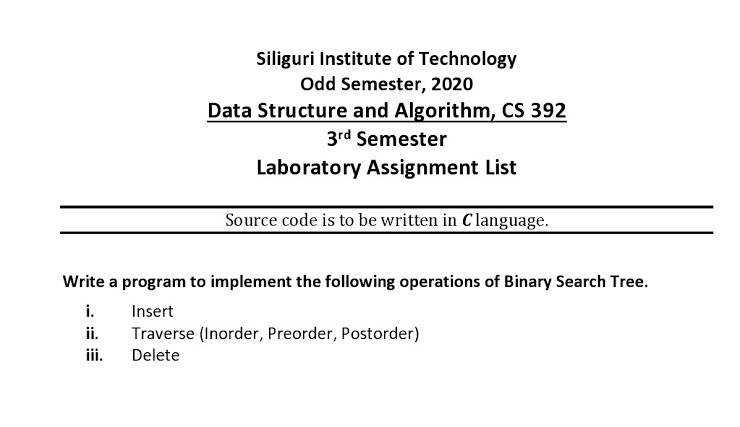 Siliguri Institute of Technology
Odd Semester, 2020
Data Structure and Algorithm, CS 392
3rd Semester
Laboratory Assignment List
Source code is to be written in C language.
Write a program to implement the following operations of Binary Search Tree.
i. Insert
ii. Traverse (Inorder, Preorder, Postorder)
iii. Delete